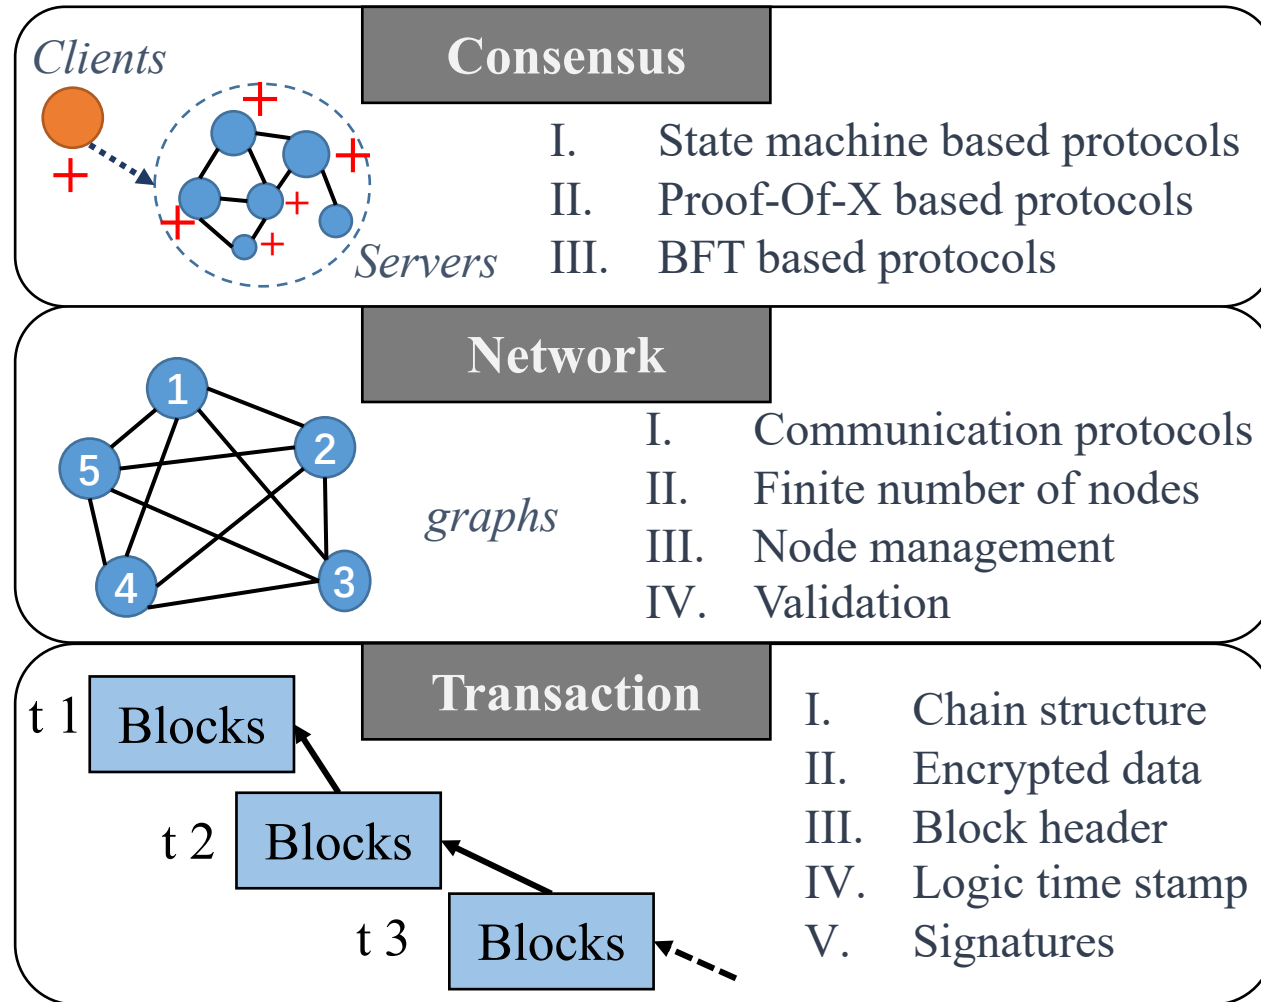 Consensus
Clients
Servers
I. State machine based protocols
II. Proof-Of-X based protocols
III. BFT based protocols
Network
1
2
5
4
3
graphs
I. Communication protocols
II. Finite number of nodes
III. Node management
IV. Validation
Transaction
t 1 Blocks
t 2 Blocks
t 3 Blocks
I. Chain structure
II. Encrypted data
III. Block header
IV. Logic time stamp
V. Signatures